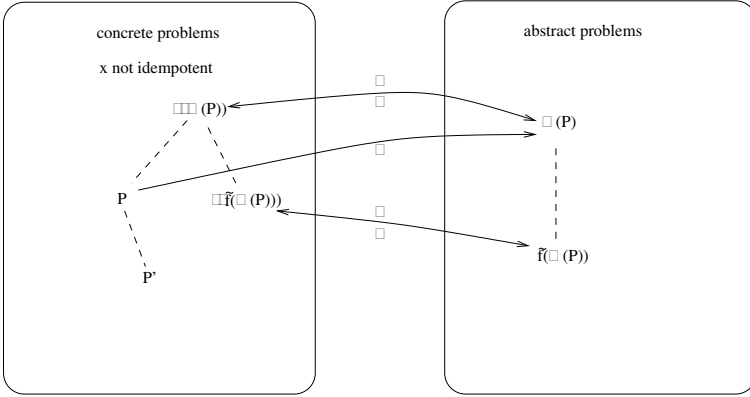 concrete problems
x not idempotent
(P))
P
f̃( (P)))
P'
abstract problems
(P)
f̃( (P))